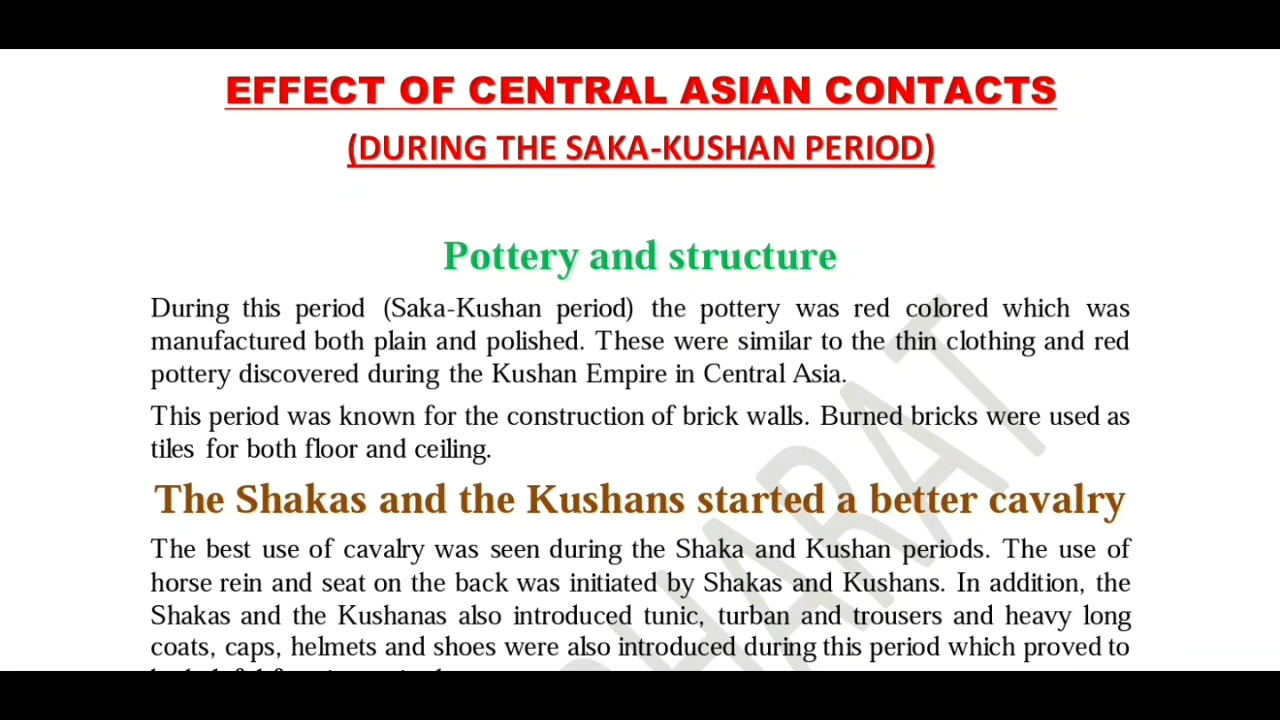 EFFECT OF CENTRAL ASIAN CONTACTS
(DURING THE SAKA-KUSHAN PERIOD)
Pottery and structure
During this period (Saka-Kushan period) the pottery was red colored which was
manufactured both plain and polished. These were similar to the thin clothing and red
pottery discovered during the Kushan Empire in Central Asia.
This period was known for the construction of brick walls. Burned bricks were used as
tiles for both floor and ceiling.
The Shakas and the Kushans started a better cavalry
The best use of cavalry was seen during the Shaka and Kushan periods. The use of
horse rein and seat on the back was initiated by Shakas and Kushans. In addition, the
Shakas and the Kushanas also introduced tunic, turban and trousers and heavy long
coats, caps, helmets and shoes were also introduced during this period which proved to